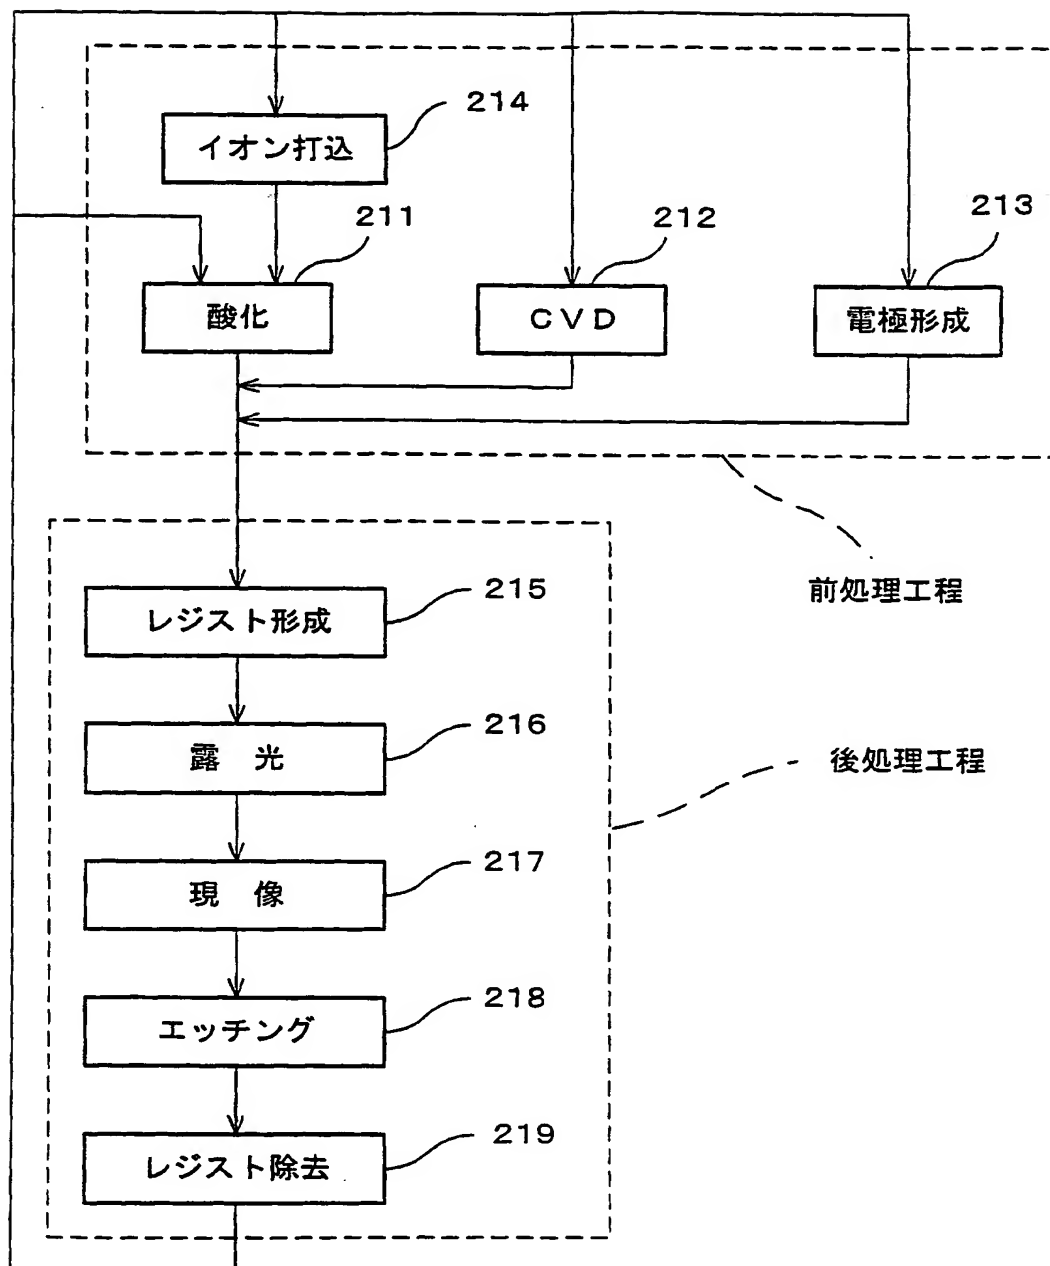 214
イオン打込
211
212
213
酸化
CVD
電極形成
前処理工程
215
レジスト形成
216
露 光
後処理工程
217
現 像
218
エッチング
219
レジスト除去